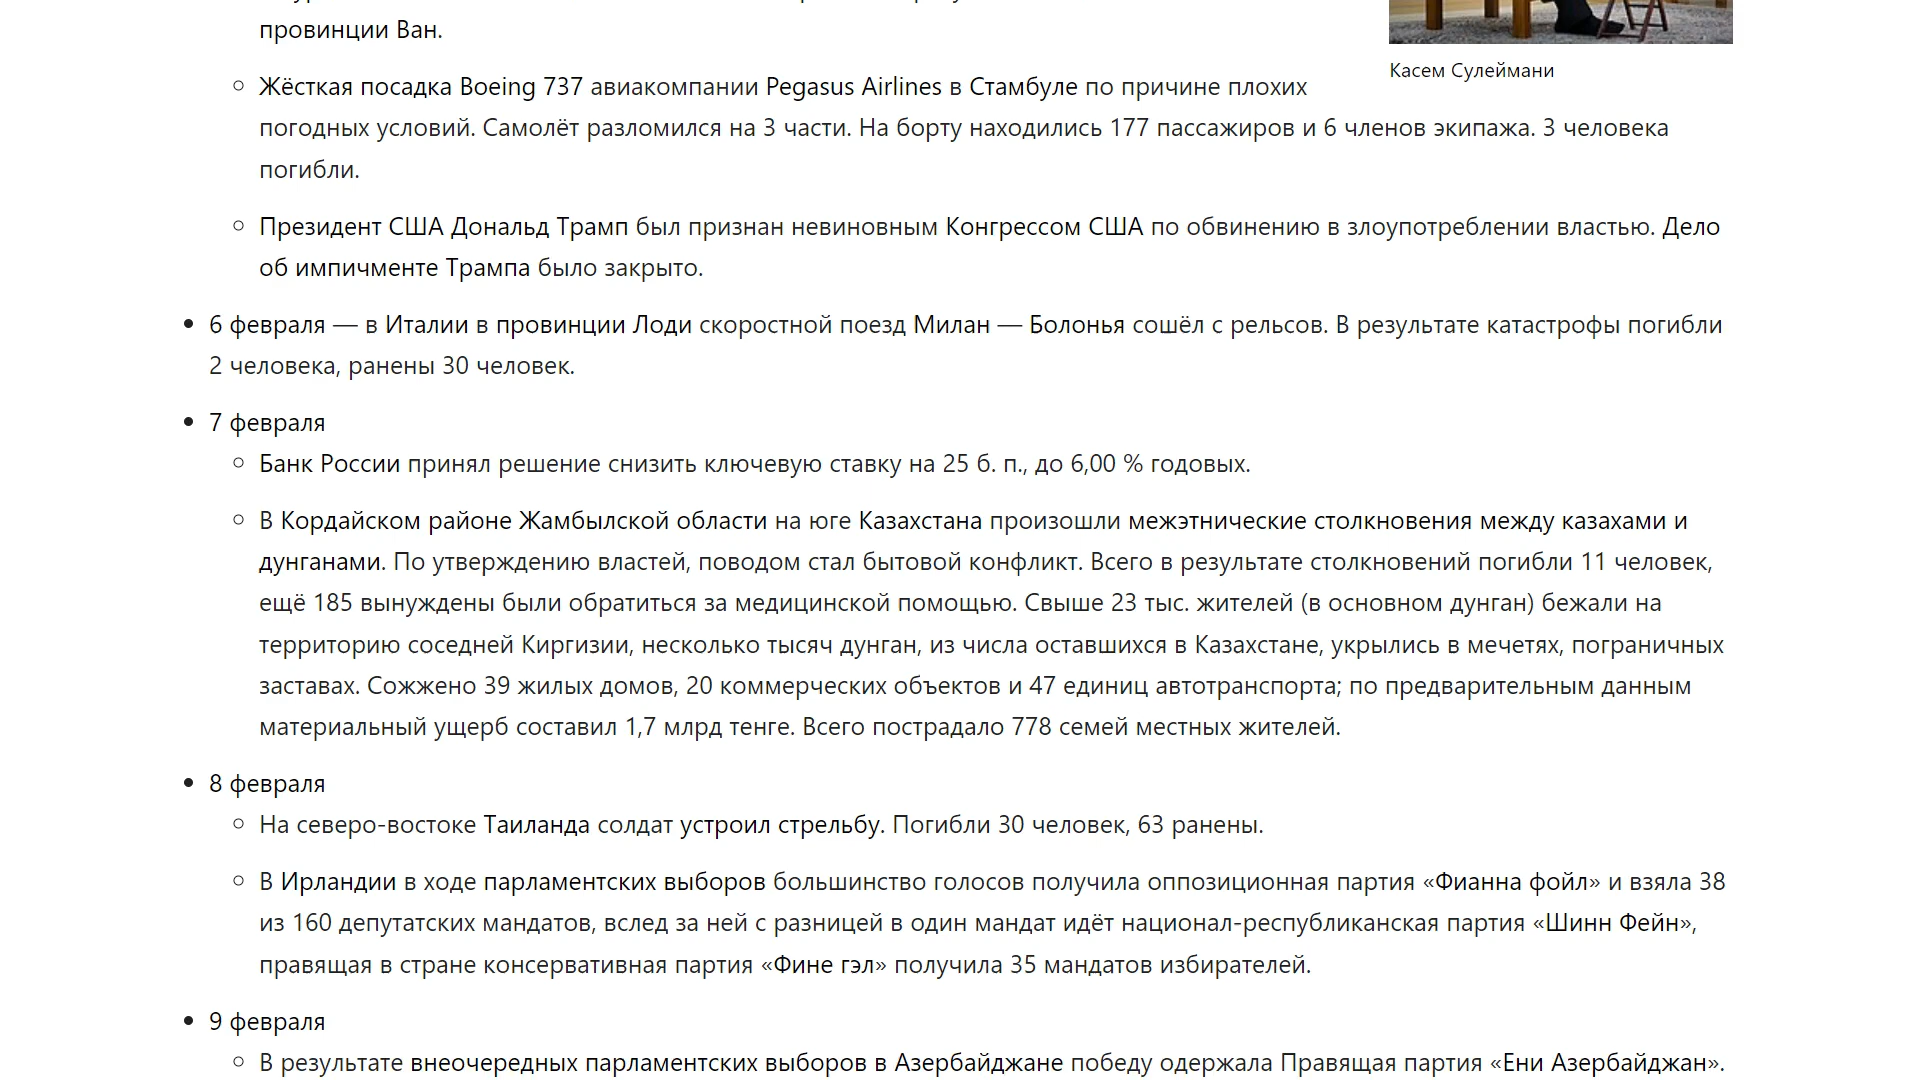 провинции Ван.
Касем Сулеймани
Жёсткая посадка Boeing 737 авиакомпании Pegasus Airlines в Стамбуле по причине плохих
погодных условий. Самолёт разломился на 3 части. На борту находились 177 пассажиров и 6 членов экипажа. 3 человека
погибли.
Президент США Дональд Трамп был признан невиновным Конгрессом США по обвинению в злоупотреблении властью. Дело
об импичменте Трампа было закрыто.
6 февраля — в Италии в провинции Лоди скоростной поезд Милан — Болонья сошёл с рельсов. В результате катастрофы погибли
2 человека, ранены 30 человек.
7 февраля
Банк России принял решение снизить ключевую ставку на 25 б. п., до 6,00 % годовых.
В Кордайском районе Жамбылской области на юге Казахстана произошли межэтнические столкновения между казахами и
дунганами. По утверждению властей, поводом стал бытовой конфликт. Всего в результате столкновений погибли 11 человек,
ещё 185 вынуждены были обратиться за медицинской помощью. Свыше 23 тыс. жителей (в основном дунган) бежали на
территорию соседней Киргизии, несколько тысяч дунган, из числа оставшихся в Казахстане, укрылись в мечетях, пограничных
заставах. Сожжено 39 жилых домов, 20 коммерческих объектов и 47 единиц автотранспорта; по предварительным данным
материальный ущерб составил 1,7 млрд тенге. Всего пострадало 778 семей местных жителей.
8 февраля
На северо-востоке Таиланда солдат устроил стрельбу. Погибли 30 человек, 63 ранены.
В Ирландии в ходе парламентских выборов большинство голосов получила оппозиционная партия «Фианна фойл» и взяла 38
из 160 депутатских мандатов, вслед за ней с разницей в один мандат идёт национал-республиканская партия «Шинн Фейн»,
правящая в стране консервативная партия «Фине гэл» получила 35 мандатов избирателей.
9 февраля
В результате внеочередных парламентских выборов в Азербайджане победу одержала Правящая партия «Ени Азербайджан».